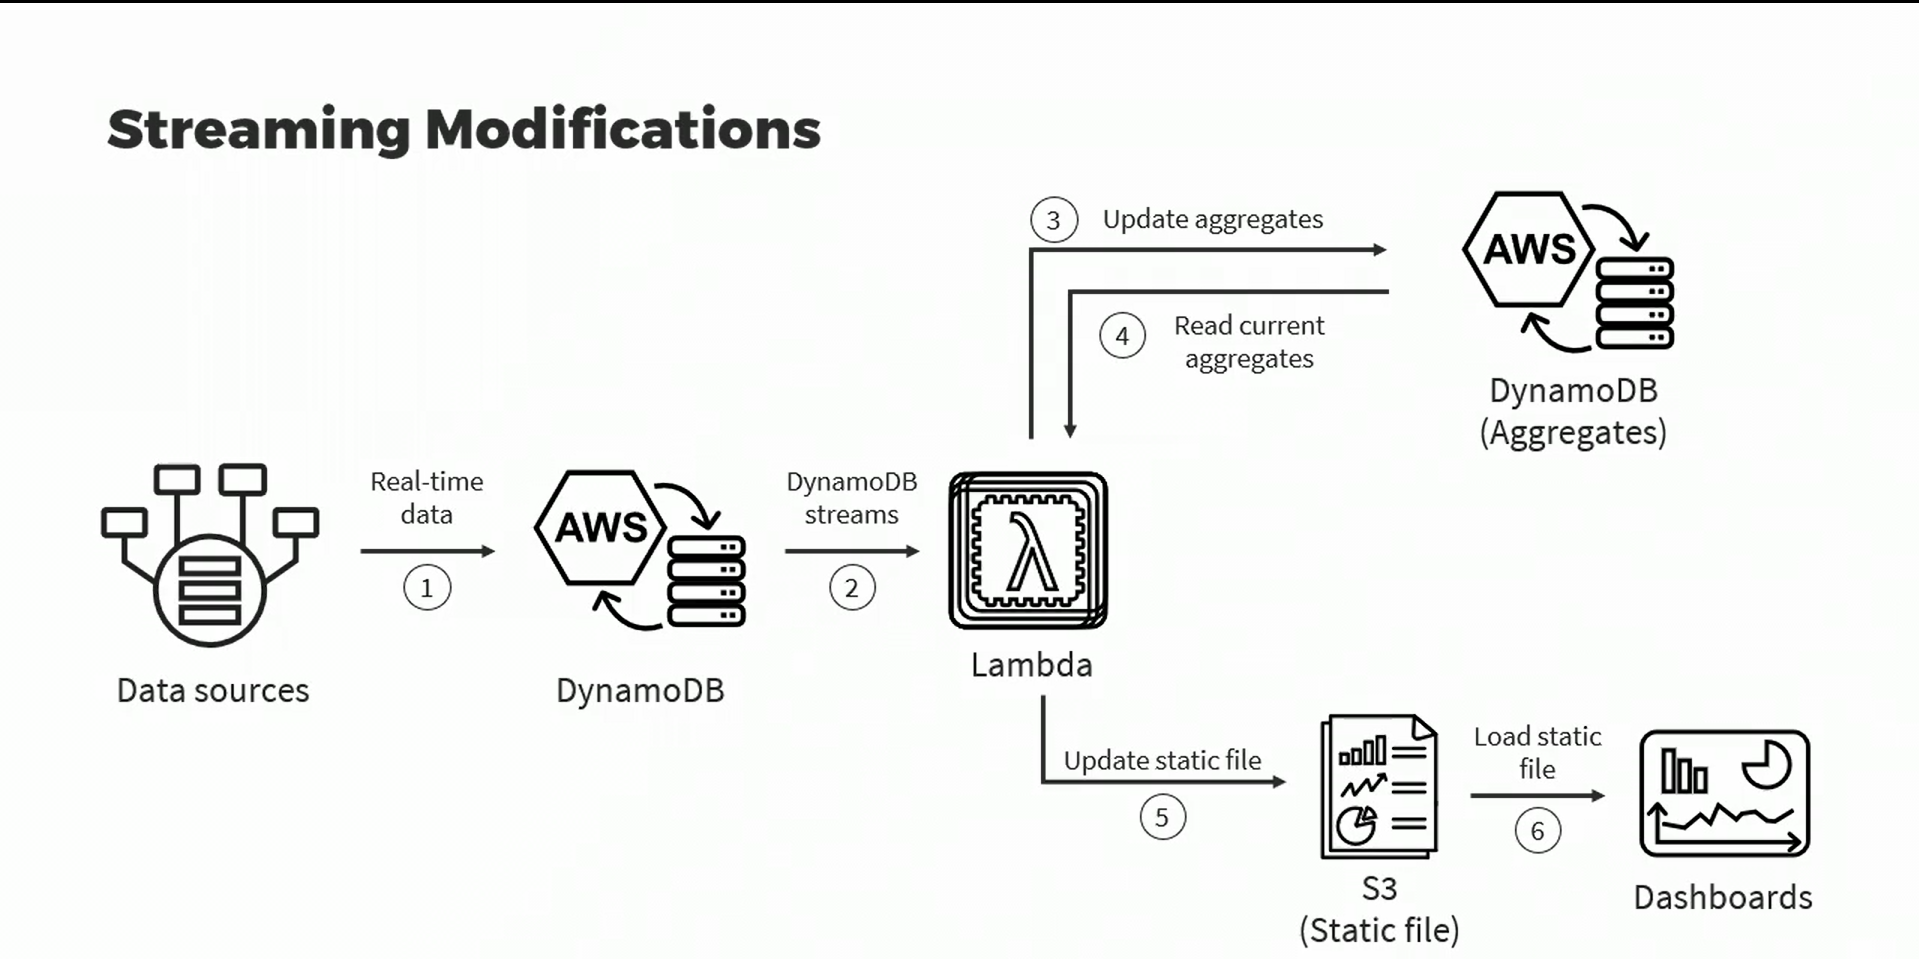 Streaming Modifications
3
Update aggregates
4
Read current
aggregates
AWS
DynamoDB
(Aggregates)
Data sources
Real-time
data
1
AWS
DynamoDB
DynamoDB
streams
2
λ
Lambda
Update static file
5
S3
(Static file)
Load static
file
6
Dashboards